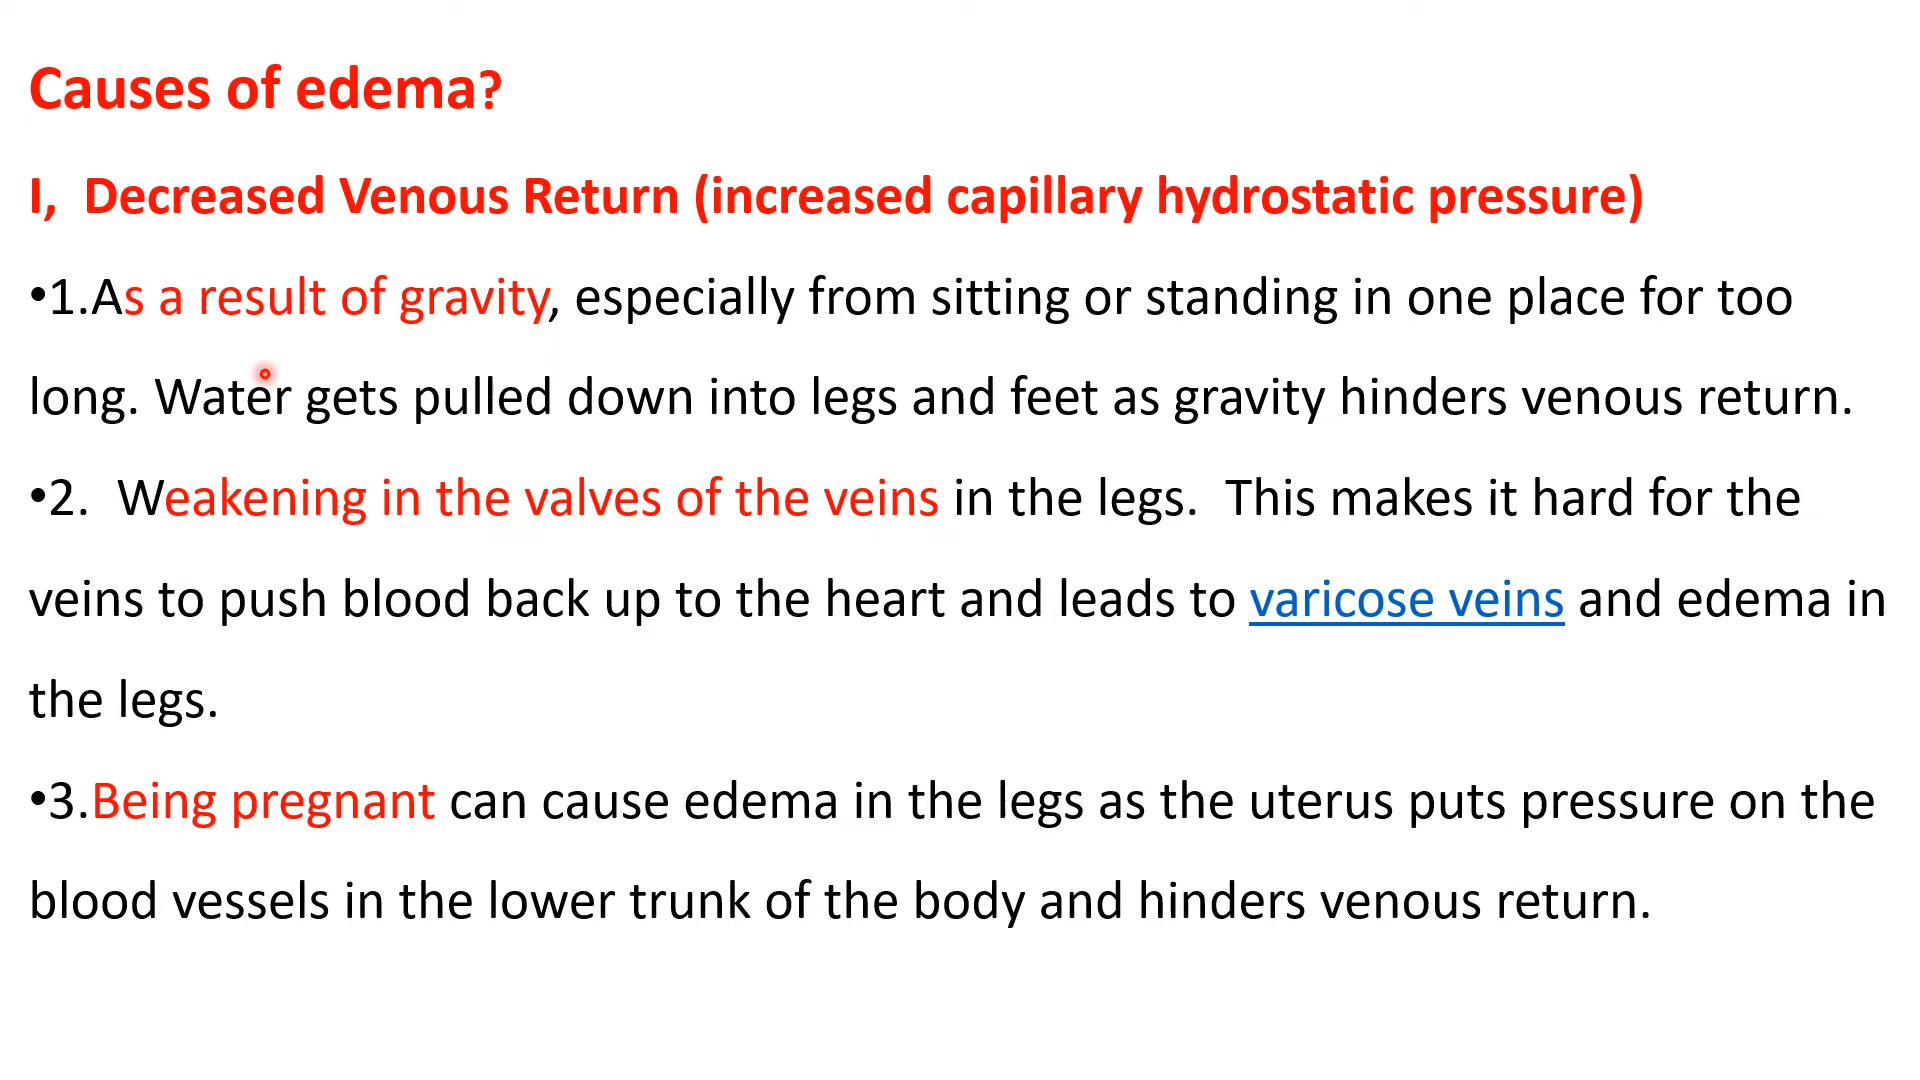 Causes of edema?
I,  Decreased Venous Return (increased capillary hydrostatic pressure)
•1.As a result of gravity, especially from sitting or standing in one place for too
long. Water gets pulled down into legs and feet as gravity hinders venous return.
•2.  Weakening in the valves of the veins in the legs.  This makes it hard for the
veins to push blood back up to the heart and leads to varicose veins and edema in
the legs.
•3.Being pregnant can cause edema in the legs as the uterus puts pressure on the
blood vessels in the lower trunk of the body and hinders venous return.